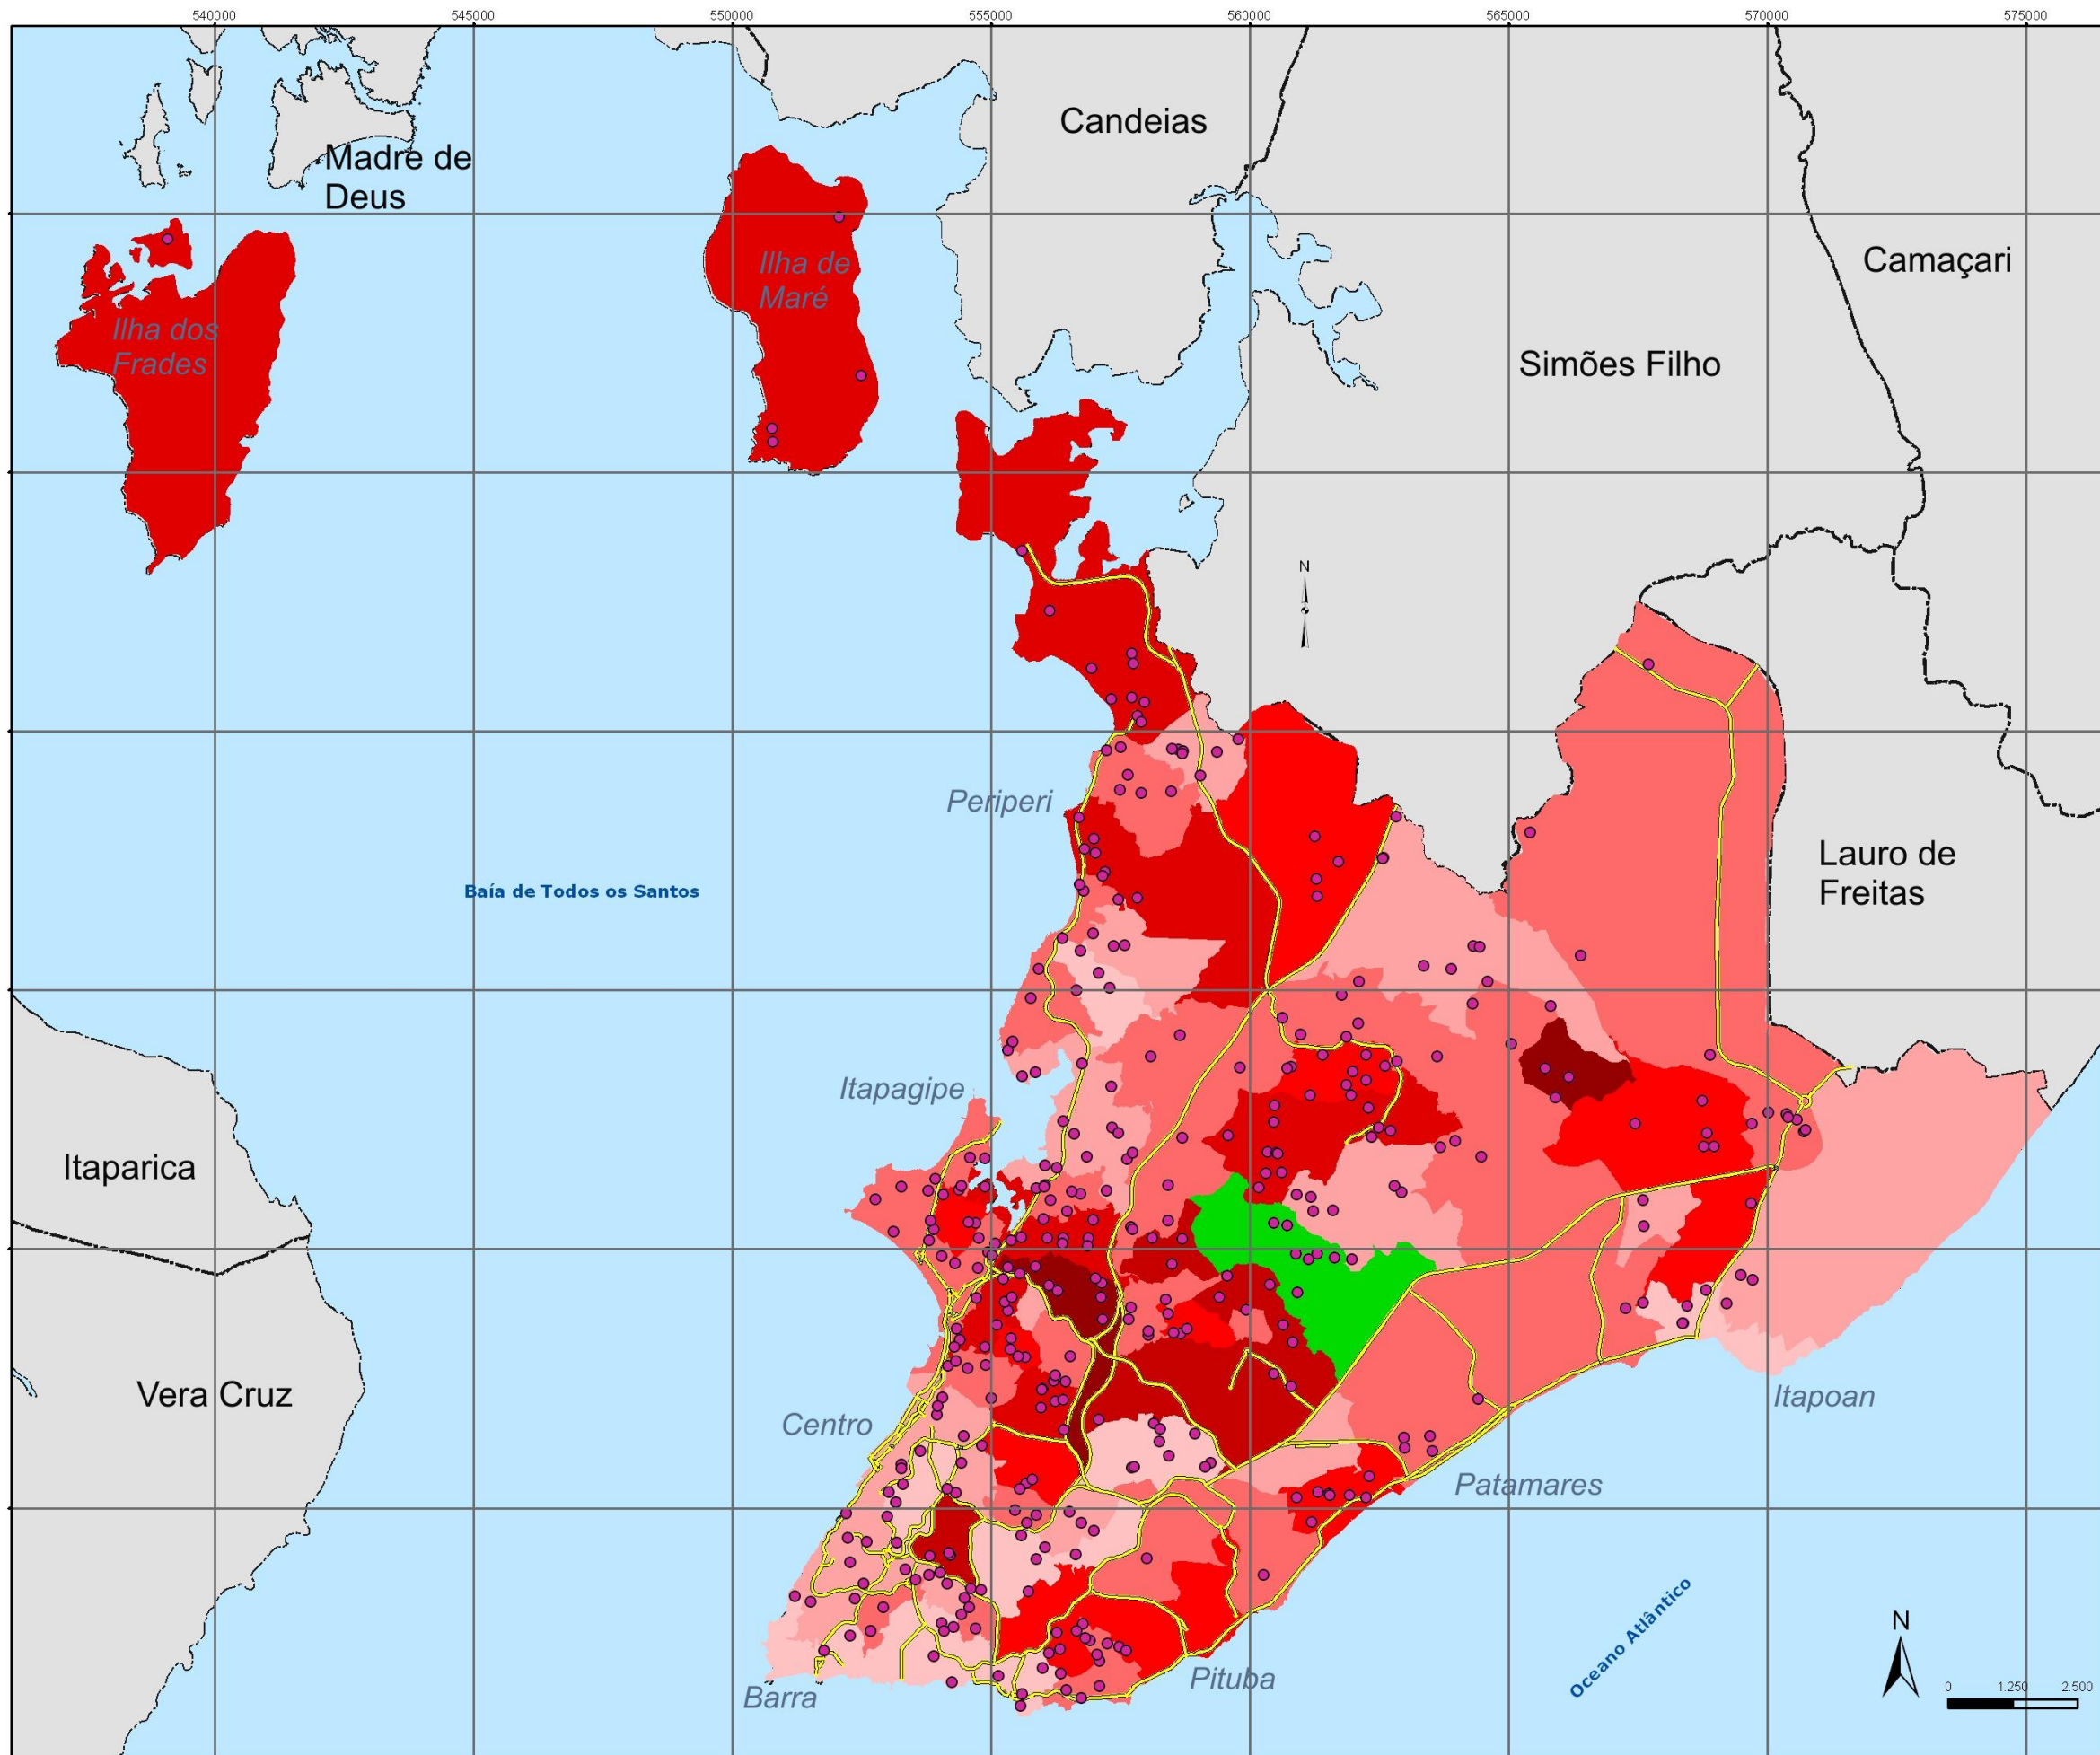 540000 545000 550000 555000 560000 565000 570000 575000
Candeias
Madre de
Deus
Camaçari
Ilha de
Maré
Ilha dos
Frades
Simões Filho
N
Periperi
Lauro de
Freitas
Baía de Todos os Santos
Itapagipe
Itaparica
Vera Cruz
Itapoan
Centro
Patamares
Oceano Atlântico
N
Pituba
Barra
0 1.250 2.500